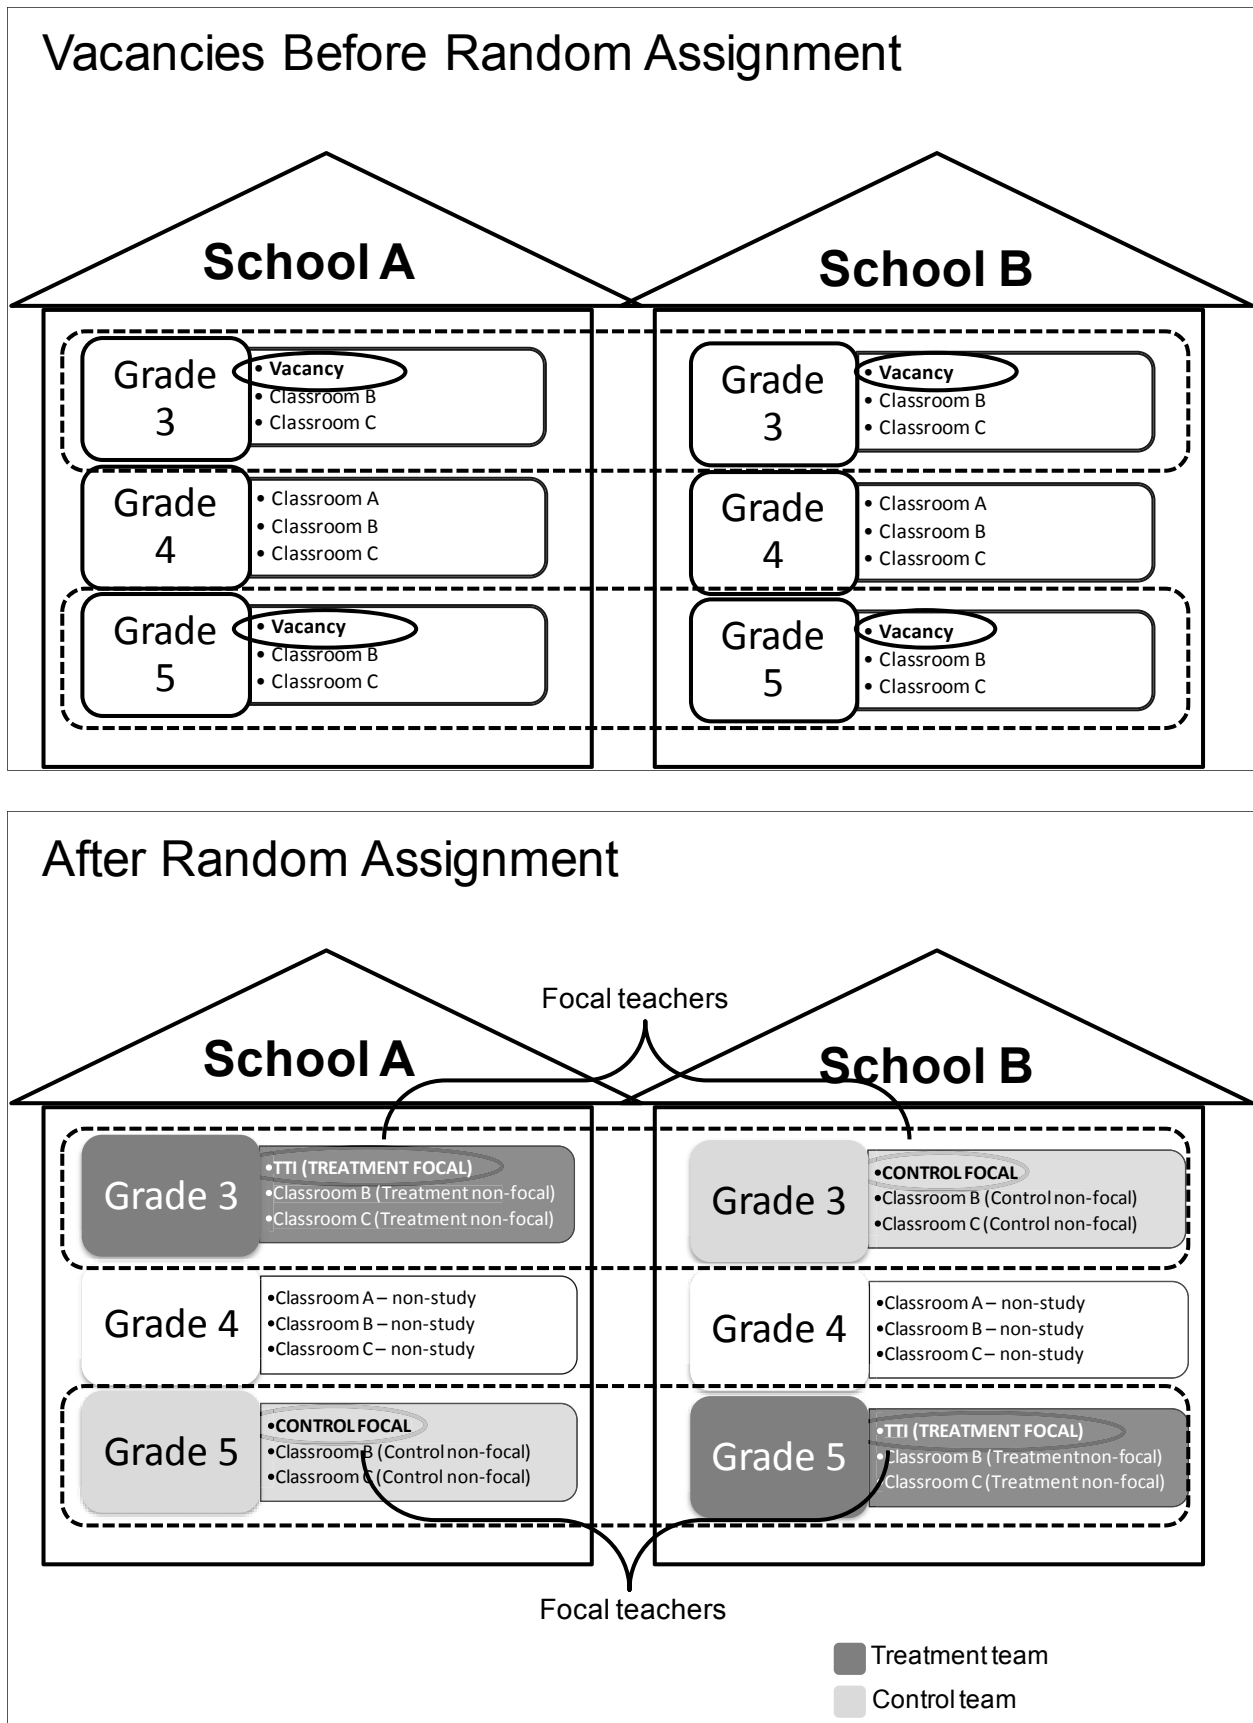 Vacancies Before Random Assignment
School A
School B
Grade
3
• Vacancy
• Classroom B
• Classroom C
Grade
3
• Vacancy
• Classroom B
• Classroom C
Grade
4
• Classroom A
• Classroom B
• Classroom C
Grade
4
• Classroom A
• Classroom B
• Classroom C
Grade
5
• Vacancy
• Classroom B
• Classroom C
Grade
5
• Vacancy
• Classroom B
• Classroom C
After Random Assignment
Focal teachers
School A
School B
Grade 3
•TTI (TREATMENT FOCAL)
•Classroom B (Treatment non-focal)
•Classroom C (Treatment non-focal)
Grade 3
•CONTROL FOCAL
•Classroom B (Control non-focal)
•Classroom C (Control non-focal)
Grade 4
•Classroom A – non-study
•Classroom B – non-study
•Classroom C – non-study
Grade 4
•Classroom A – non-study
•Classroom B – non-study
•Classroom C – non-study
Grade 5
•CONTROL FOCAL
•Classroom B (Control non-focal)
•Classroom C (Control non-focal)
Grade 5
•TTI (TREATMENT FOCAL)
•Classroom B (Treatment non-focal)
Classroom C (Treatment non-focal)
Focal teachers
Treatment team
Control team